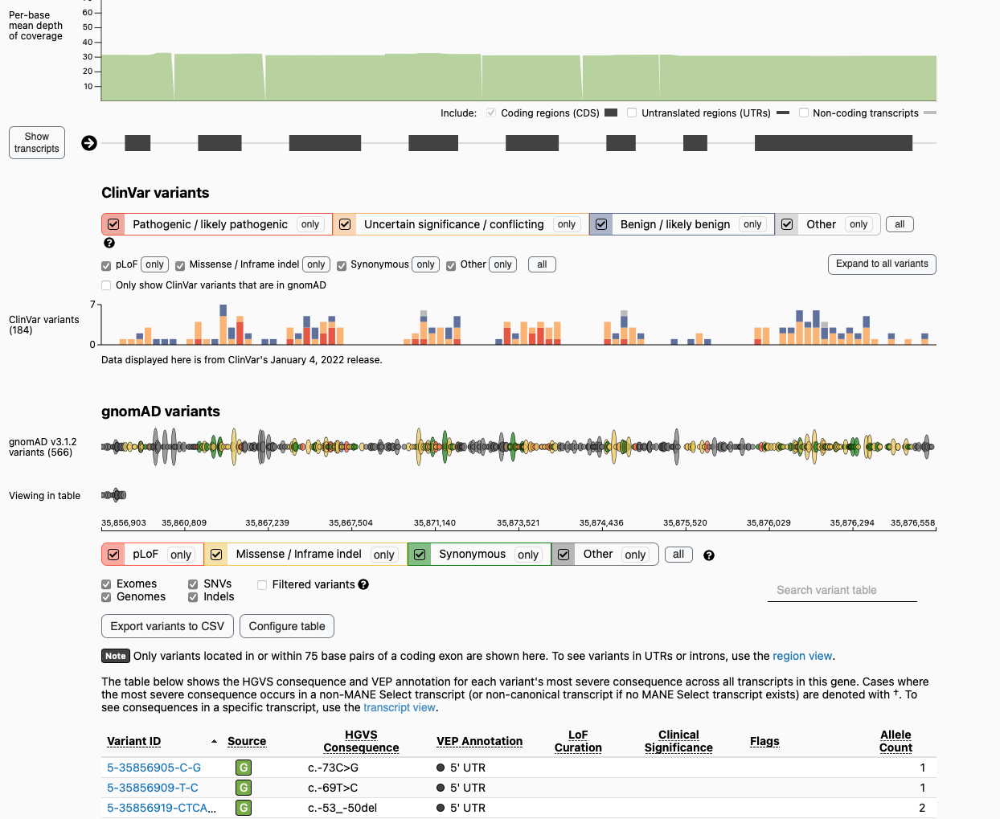 Per-base
mean depth
of coverage
60
50
40
30
20
10
Include: Coding regions (CDS) Untranslated regions (UTRs) Non-coding transcripts
Show
transcripts
ClinVar variants
Pathogenic / likely pathogenic only Uncertain significance / conflicting only Benign / likely benign only Other only all
?
pLoF only Missense / Inframe indel only Synonymous only Other only all Expand to all variants
Only show ClinVar variants that are in gnomAD
ClinVar variants
(184)
7
0
Data displayed here is from ClinVar's January 4, 2022 release.
gnomAD variants
gnomAD v3.1.2
variants (566)
Viewing in table
35,856,903 35,860,809 35,867,239 35,867,504 35,871,140 35,873,521 35,874,436 35,875,520 35,876,029 35,876,294 35,876,558
pLoF only Missense / Inframe indel only Synonymous only Other only all ?
Exomes SNVs Filtered variants ?
Genomes Indels
Search variant table
Export variants to CSV Configure table
Note Only variants located in or within 75 base pairs of a coding exon are shown here. To see variants in UTRs or introns, use the region view.
The table below shows the HGVS consequence and VEP annotation for each variant's most severe consequence across all transcripts in this gene. Cases where
the most severe consequence occurs in a non-MANE Select transcript (or non-canonical transcript if no MANE Select transcript exists) are denoted with †. To
see consequences in a specific transcript, use the transcript view.
Variant ID Source HGVS Consequence VEP Annotation LoF Curation Clinical Significance Flags Allele Count
5-35856905-C-G G c.-73C>G 5' UTR 1
5-35856909-T-C G c.-69T>C 5' UTR 1
5-35856919-CTCA... G c.-53_-50del 5' UTR 2